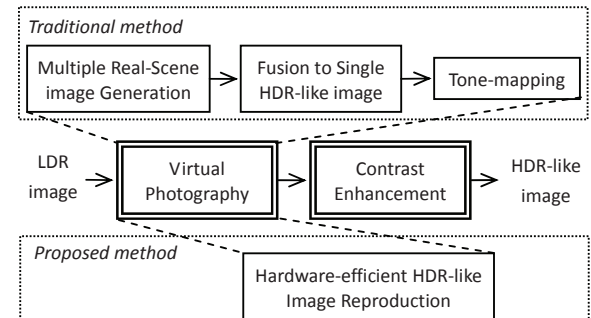 Traditional method
Multiple Real-Scene
image Generation
Fusion to Single
HDR-like image
Tone-mapping
LDR
image
Virtual
Photography
Contrast
Enhancement
HDR-like
image
Proposed method
Hardware-efficient HDR-like
Image Reproduction